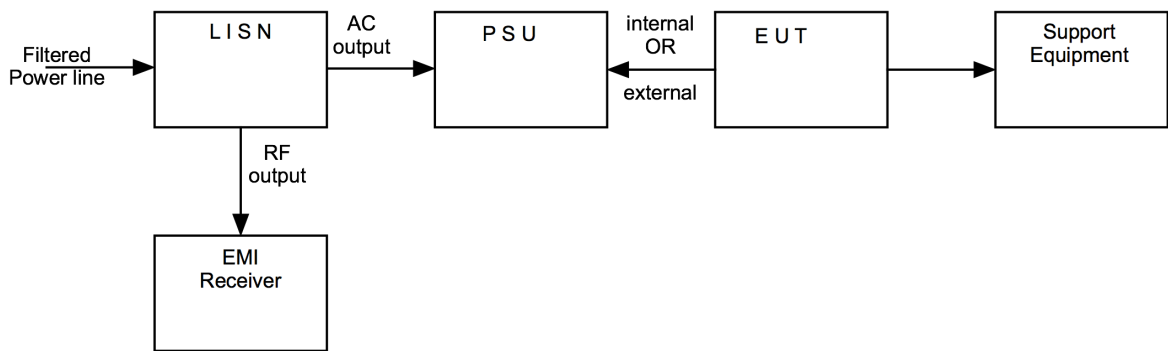 Filtered
Power line
L I S N
AC
output
P S U
internal
OR
external
E U T
Support
Equipment
RF
output
EMI
Receiver